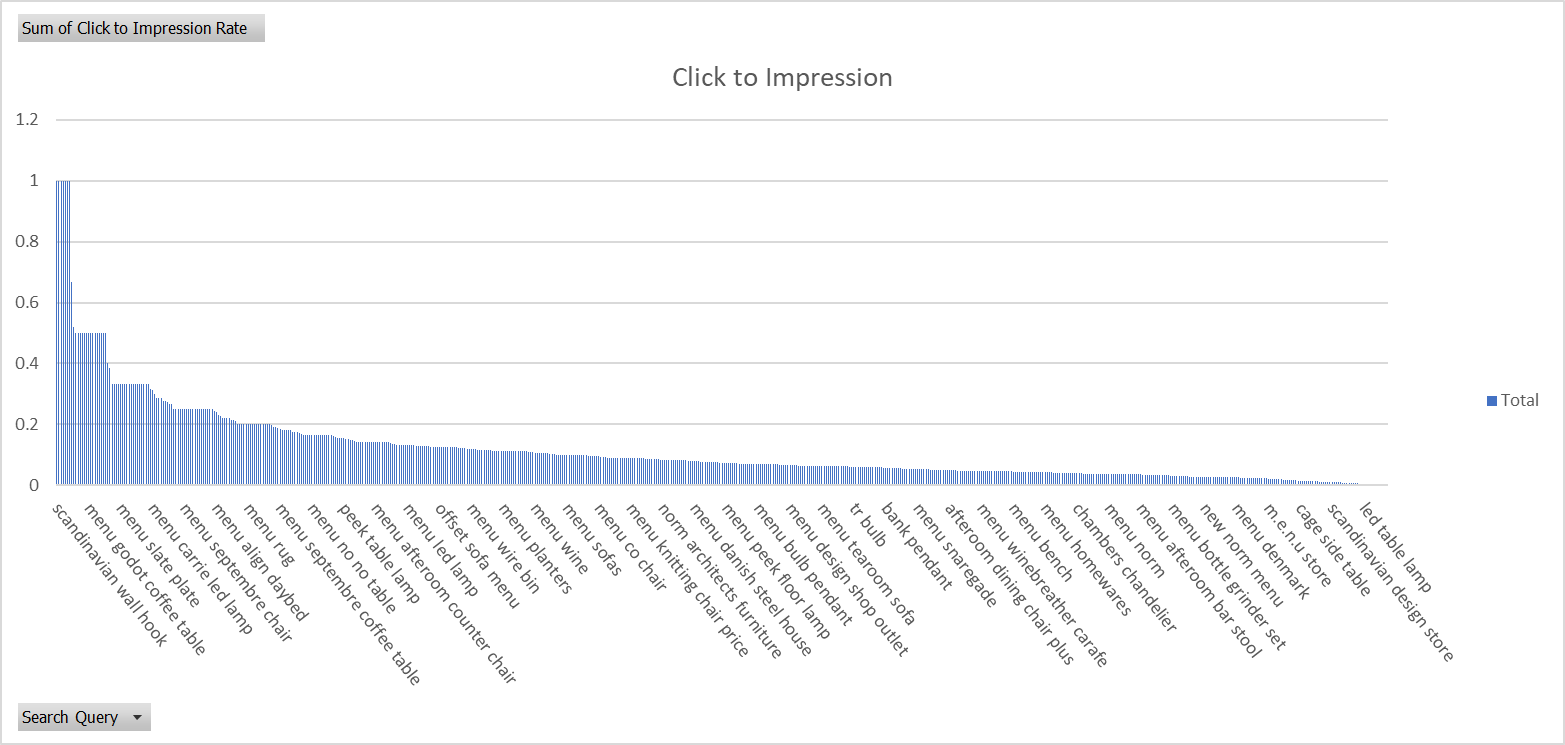 Sum of Click to Impression Rate
Click to Impression
1.2
1
0.8
0.6
0.4
0.2
0
scandinavian wall hook
menu godot coffee table
menu slate plate
menu carrie led lamp
menu septembre chair
menu align daybed
menu rug
menu septembre coffee table
menu no no table
peek table lamp
menu afteroom counter chair
menu led lamp
offset sofa menu
menu wire bin
menu planters
menu wine
menu sofas
menu co chair
menu knitting chair price
norm architects furniture
menu danish steel house
menu peek floor lamp
menu bulb pendant
menu design shop outlet
menu tearoom sofa
tr bulb
bank pendant
menu snaregade
afteroom dining chair plus
menu winebreather carafe
menu bench
menu homewares
chambers chandelier
menu norm
menu afteroom bar stool
menu bottle grinder set
new norm menu
menu denmark
m.e.n.u store
cage side table
scandinavian design store
led table lamp
Total
Search Query